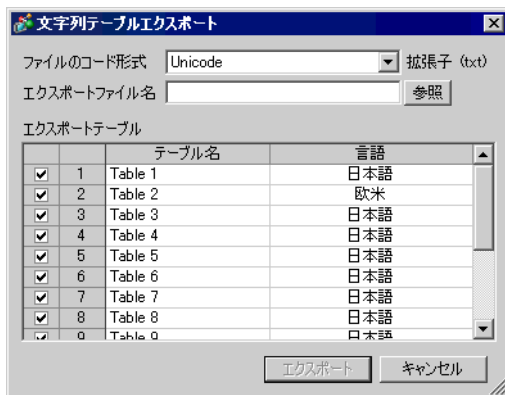 文字列テーブルエクスポート
ファイルのコード形式 Unicode 拡張子 (txt)
エクスポートファイル名 参照
エクスポートテーブル
テーブル名 言語
1 Table 1 日本語
2 Table 2 欧米
3 Table 3 日本語
4 Table 4 日本語
5 Table 5 日本語
6 Table 6 日本語
7 Table 7 日本語
8 Table 8 日本語
9 Table 9 日本語
エクスポート キャンセル